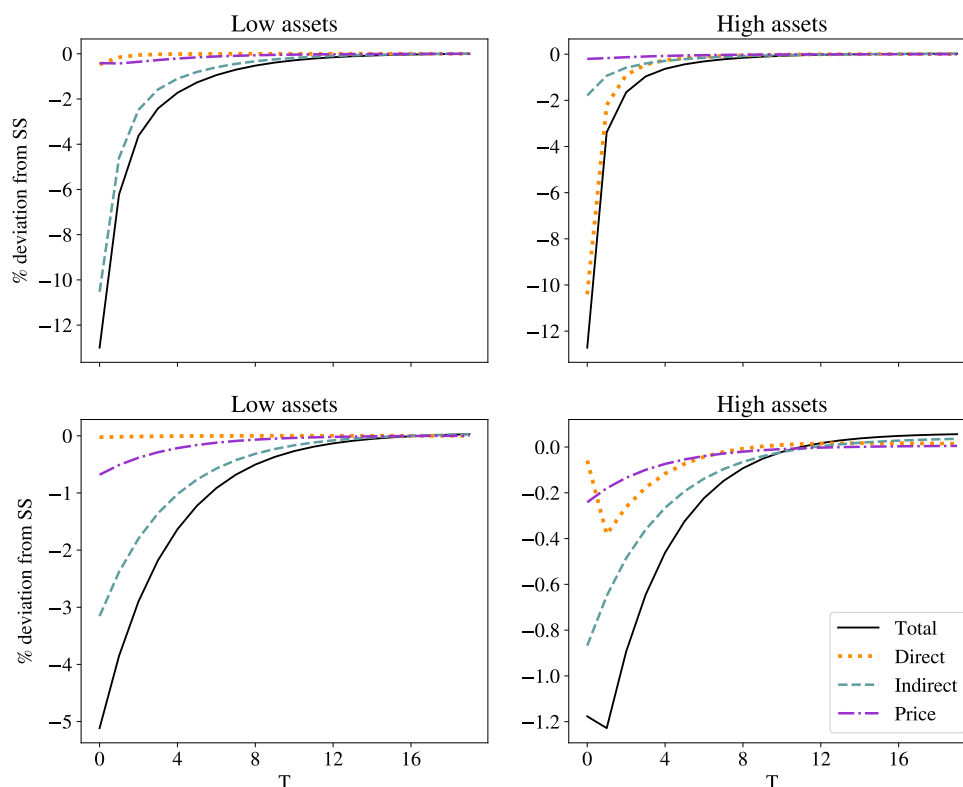 Low assets
High assets
% deviation from SS
0
−2
−4
−6
−8
−10
−12
0
−2
−4
−6
−8
−10
−12
Low assets
High assets
% deviation from SS
0
−1
−2
−3
−4
−5
0.0
−0.2
−0.4
−0.6
−0.8
−1.0
−1.2
Total
Direct
Indirect
Price
0 4 8 12 16
0 4 8 12 16
T
T